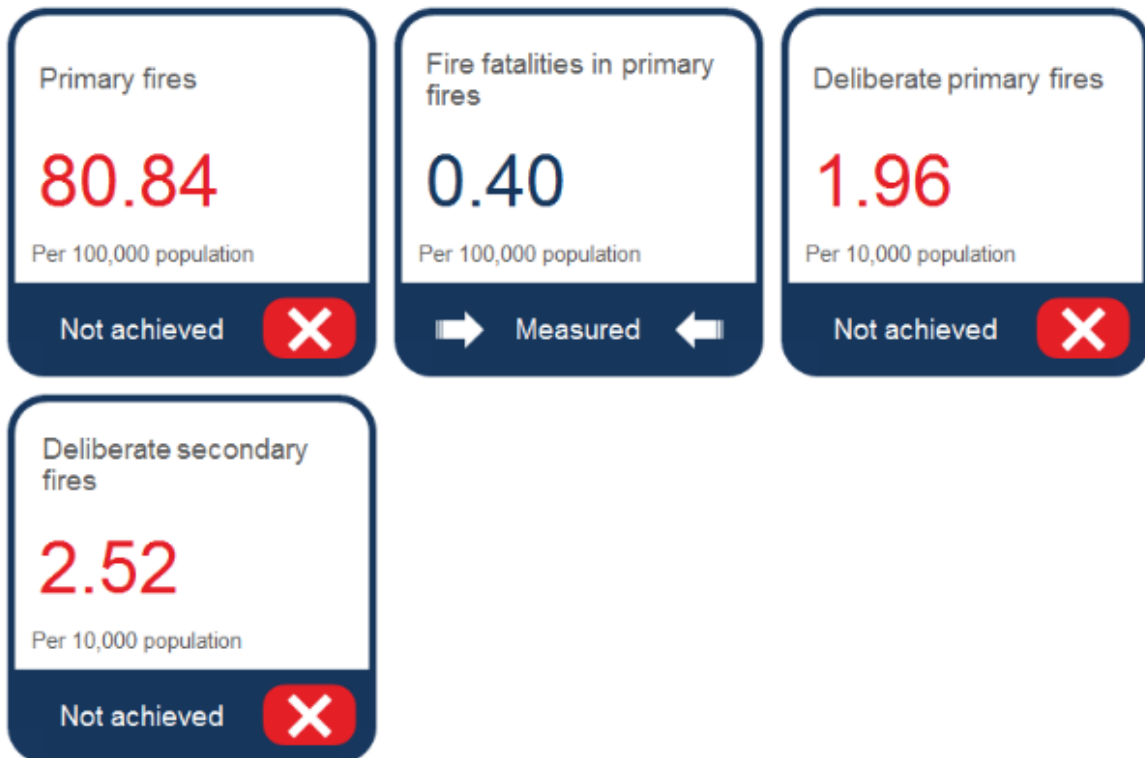 Primary fires
80.84
Per 100,000 population
Not achieved
Fire fatalities in primary
fires
0.40
Per 100,000 population
Measured
Deliberate primary fires
1.96
Per 10,000 population
Not achieved
Deliberate secondary
fires
2.52
Per 10,000 population
Not achieved